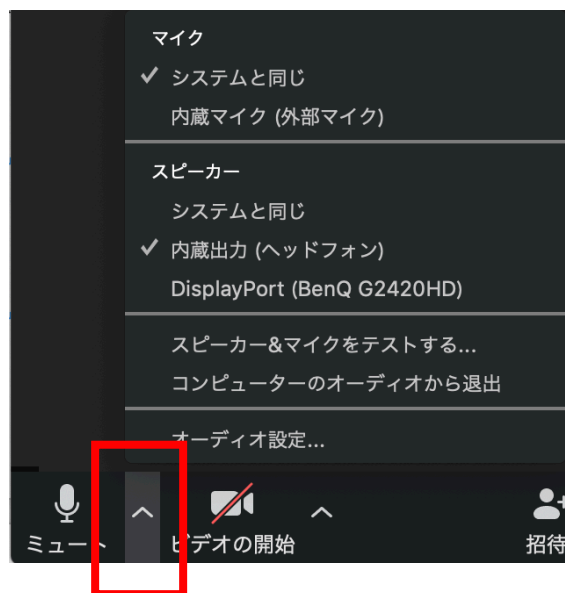 マイク
システムと同じ
内蔵マイク (外部マイク)
スピーカー
システムと同じ
内蔵出力 (ヘッドフォン)
DisplayPort (BenQ G2420HD)
スピーカー&マイクをテストする...
コンピューターのオーディオから退出
オーディオ設定...
ミュート ビデオの開始 招待